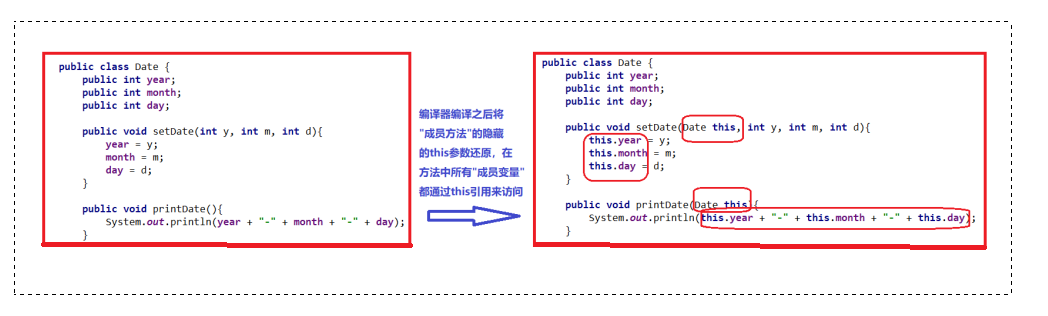 public class Date {
public int year;
public int month;
public int day;
public void setDate(int y, int m, int d){
year = y;
month = m;
day = d;
}
public void printDate(){
System.out.println(year + "-" + month + "-" + day);
}
编译器编译之后将
"成员方法"的隐藏
的this参数还原，在
方法中所有"成员变量"
都通过this引用来访问
public class Date {
public int year;
public int month;
public int day;
public void setDate(Date this, int y, int m, int d){
this.year = y;
this.month = m;
this.day = d;
}
public void printDate(Date this){
System.out.println(this.year + "-" + this.month + "-" + this.day);
}